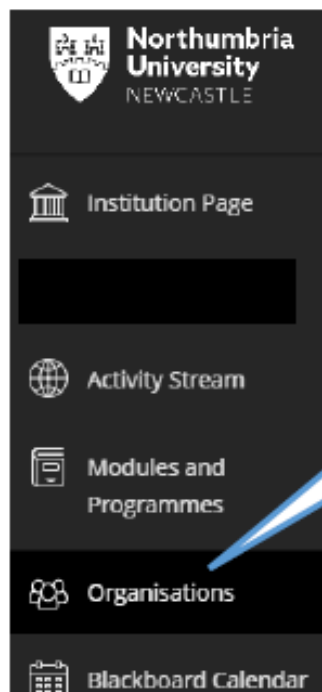 Northumbria
University
NEWCASTLE
Institution Page
Activity Stream
Modules and
Programmes
Organisations
Blackboard Calendar